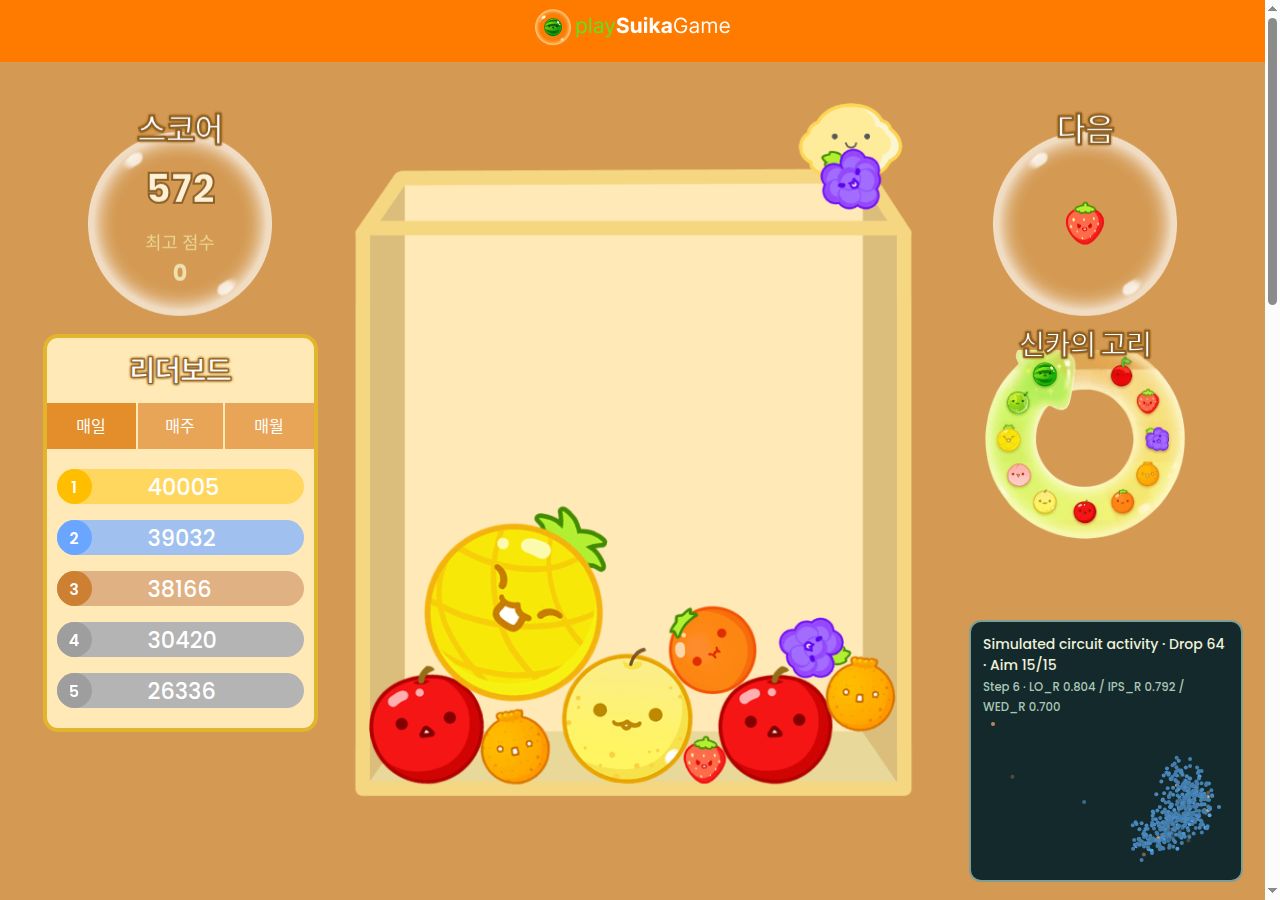 playSuikaGame
스코어
572
최고 점수
0
다음
신카의 고리
리더보드
매일 매주 매월
1 40005
2 39032
3 38166
4 30420
5 26336
Simulated circuit activity · Drop 64
· Aim 15/15
Step 6 · LO_R 0.804 / IPS_R 0.792 /
WED_R 0.700